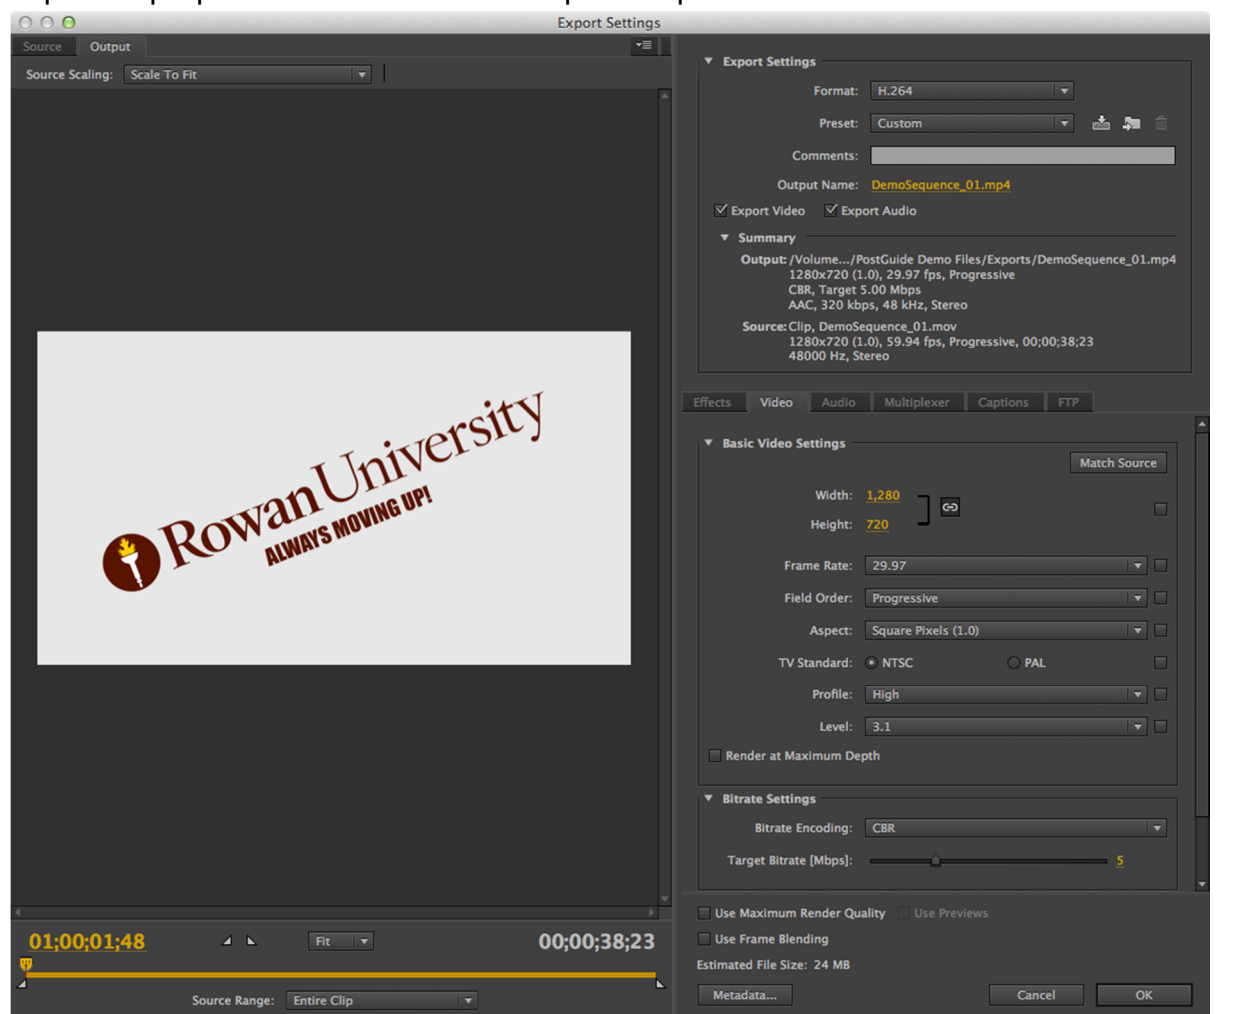 Export Settings
Source Output
Source Scaling: Scale To Fit
Rowan University
ALWAYS MOVING UP!
01;00;01;48 Fit 00;00;38;23
Source Range: Entire Clip
Export Settings
Format: H.264
Preset: Custom
Comments:
Output Name: DemoSequence_01.mp4
Export Video Export Audio
Summary
Output: /Volume.../PostGuide Demo Files/Exports/DemoSequence_01.mp4
1280x720 (1.0), 29.97 fps, Progressive
CBR, Target 5.00 Mbps
AAC, 320 kbps, 48 kHz, Stereo
Source: Clip, DemoSequence_01.mov
1280x720 (1.0), 59.94 fps, Progressive, 00;00;38;23
48000 Hz, Stereo
Effects Video Audio Multiplexer Captions FTP
Basic Video Settings
Match Source
Width: 1,280
Height: 720
Frame Rate: 29.97
Field Order: Progressive
Aspect: Square Pixels (1.0)
TV Standard: NTSC PAL
Profile: High
Level: 3.1
Render at Maximum Depth
Bitrate Settings
Bitrate Encoding: CBR
Target Bitrate [Mbps]: 5
Use Maximum Render Quality Use Previews
Use Frame Blending
Estimated File Size: 24 MB
Metadata... Cancel OK